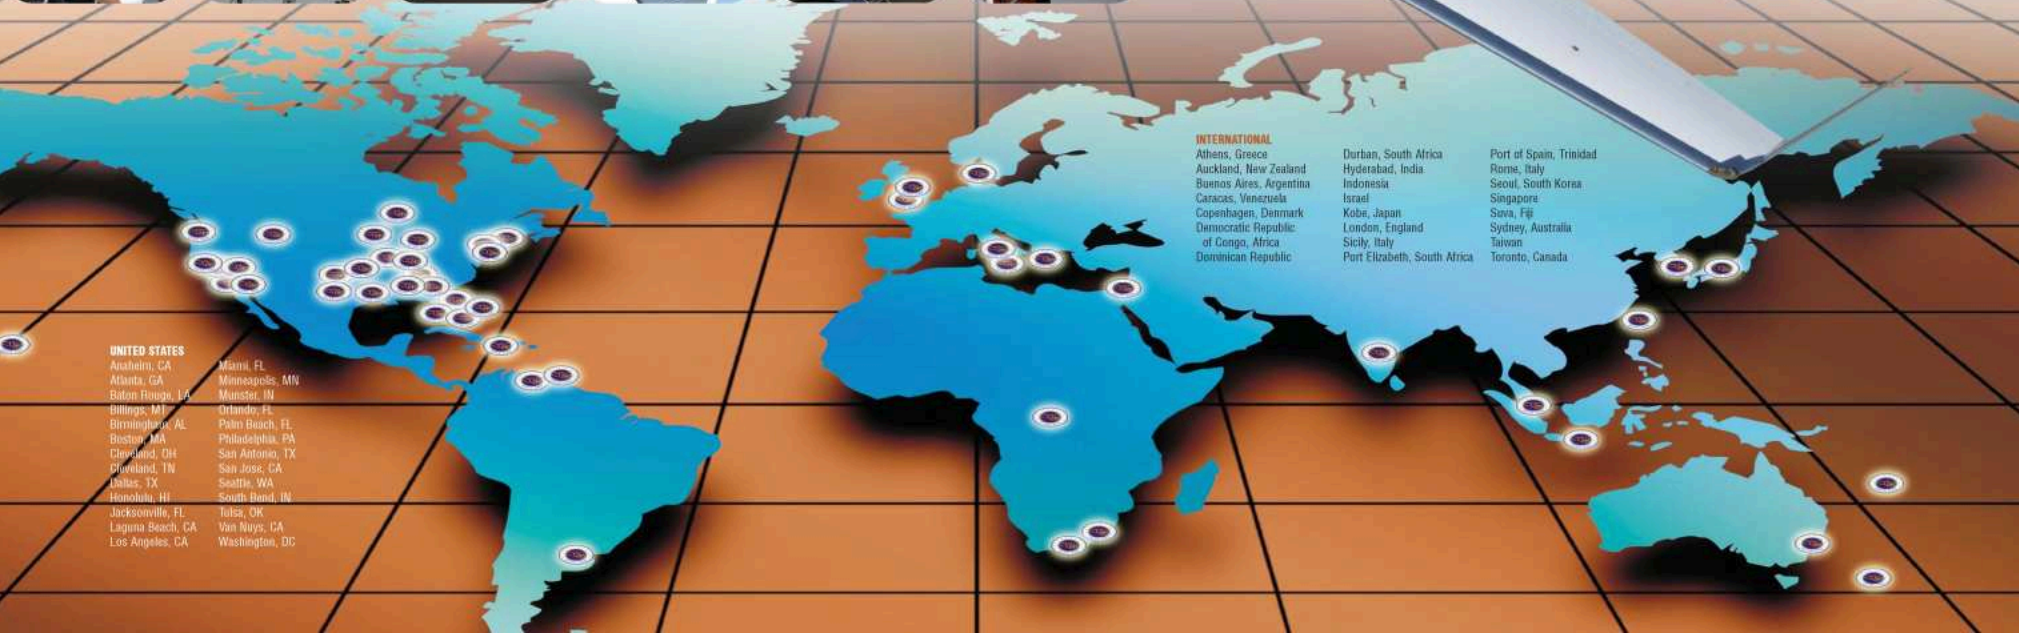 INTERNATIONAL
Athens, Greece
Auckland, New Zealand
Buenos Aires, Argentina
Caracas, Venezuela
Copenhagen, Denmark
Democratic Republic
of Congo, Africa
Dominican Republic
Durban, South Africa
Hyderabad, India
Indonesia
Israel
Kobe, Japan
London, England
Sicily, Italy
Port Elizabeth, South Africa
Port of Spain, Trinidad
Rome, Italy
Seoul, South Korea
Singapore
Suva, Fiji
Sydney, Australia
Taiwan
Toronto, Canada
UNITED STATES
Anaheim, CA
Atlanta, GA
Baton Rouge, LA
Billings, MT
Birmingham, AL
Boston, MA
Cleveland, OH
Cleveland, TN
Dallas, TX
Honolulu, HI
Jacksonville, FL
Laguna Beach, CA
Los Angeles, CA
Miami, FL
Minneapolis, MN
Munster, IN
Orlando, FL
Palm Beach, FL
Philadelphia, PA
San Antonio, TX
San Jose, CA
Seattle, WA
South Bend, IN
Tulsa, OK
Van Nuys, CA
Washington, DC